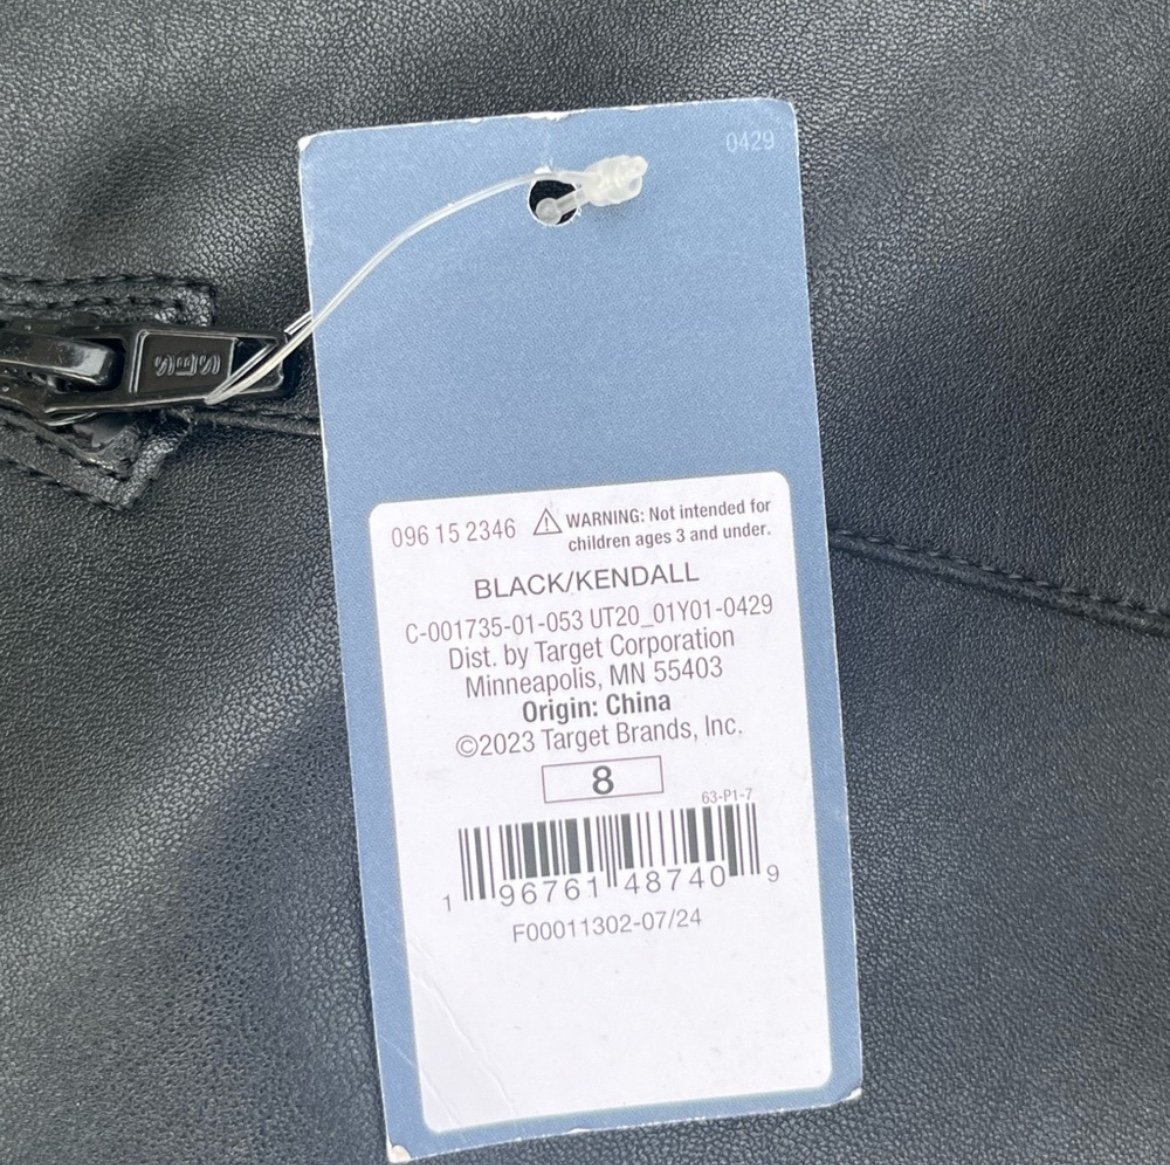 0429
SBS
096 15 2346
WARNING: Not intended for
children ages 3 and under.
BLACK/KENDALL
C-001735-01-053 UT20_01Y01-0429
Dist. by Target Corporation
Minneapolis, MN 55403
Origin: China
©2023 Target Brands, Inc.
8
63-P1-7
1 96761 48740 9
F00011302-07/24